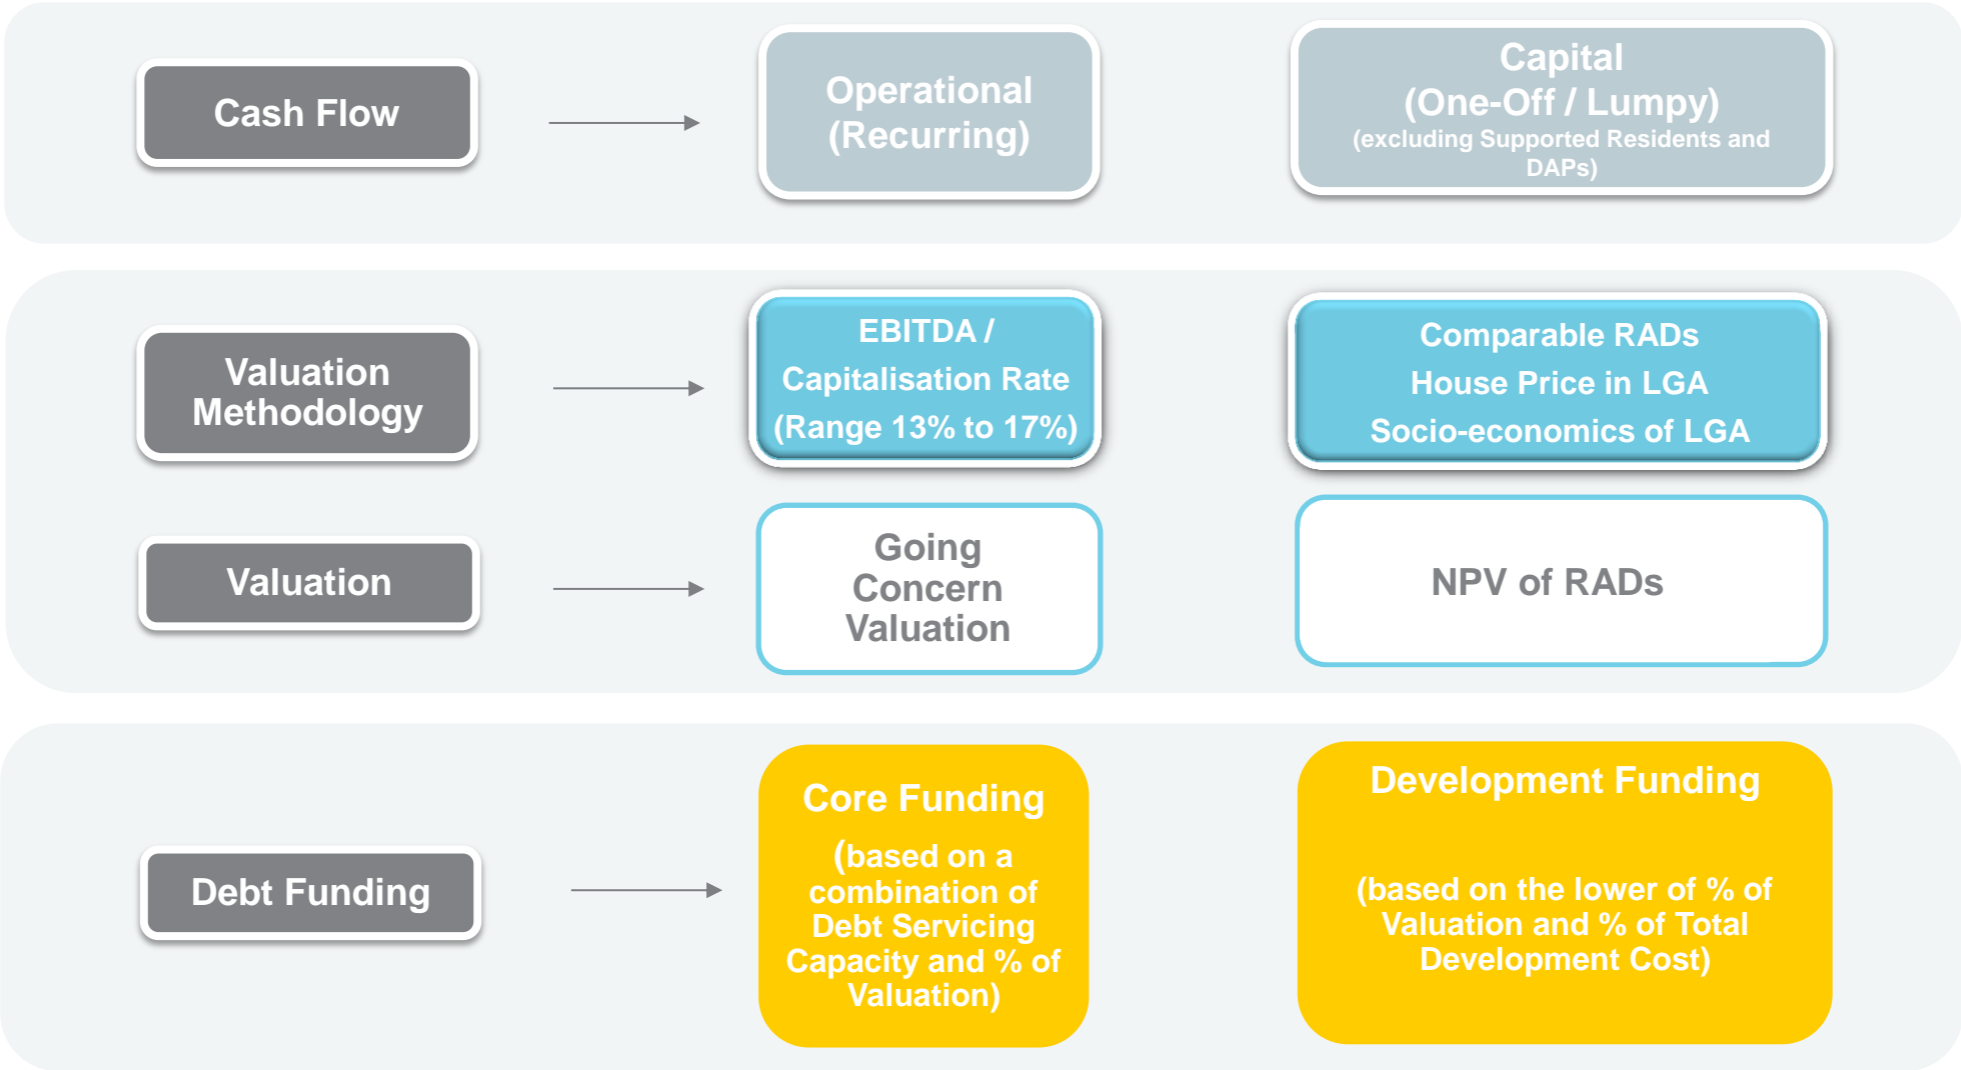 Cash Flow
Operational
(Recurring)
Capital
(One-Off / Lumpy)
(excluding Supported Residents and
DAPs)
Valuation
Methodology
EBITDA /
Capitalisation Rate
(Range 13% to 17%)
Comparable RADs
House Price in LGA
Socio-economics of LGA
Valuation
Going
Concern
Valuation
NPV of RADs
Debt Funding
Core Funding
(based on a
combination of
Debt Servicing
Capacity and % of
Valuation)
Development Funding
(based on the lower of % of
Valuation and % of Total
Development Cost)